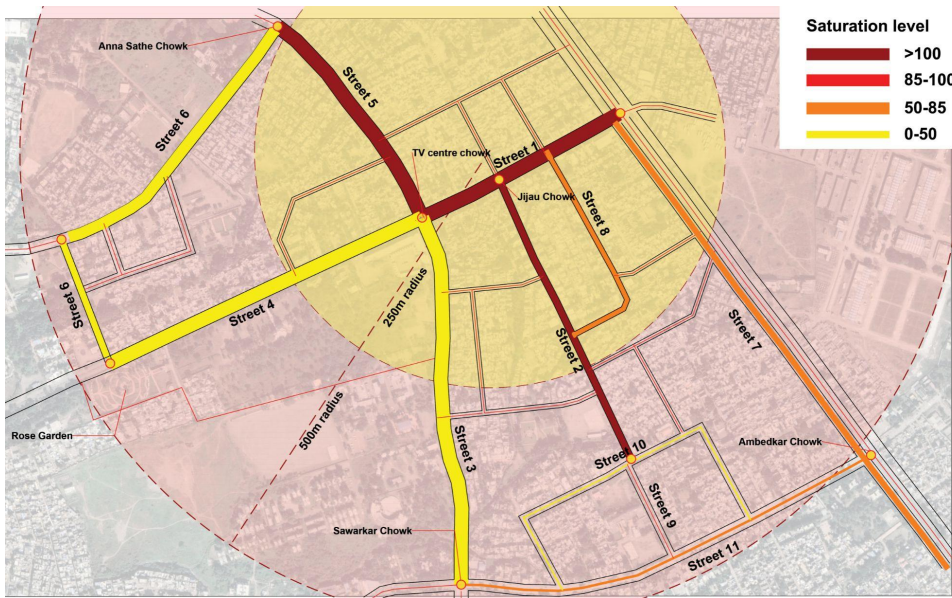 Saturation level
>100
85-100
50-85
0-50
Anna Sathe Chowk
Street 5
Street 6
TV centre chowk
Street 1
Jijau Chowk
Street 8
Street 6
Street 4
250m radius
Street 7
Street 2
500m radius
Rose Garden
Street 3
Street 10
Ambedkar Chowk
Street 9
Sawarkar Chowk
Street 11